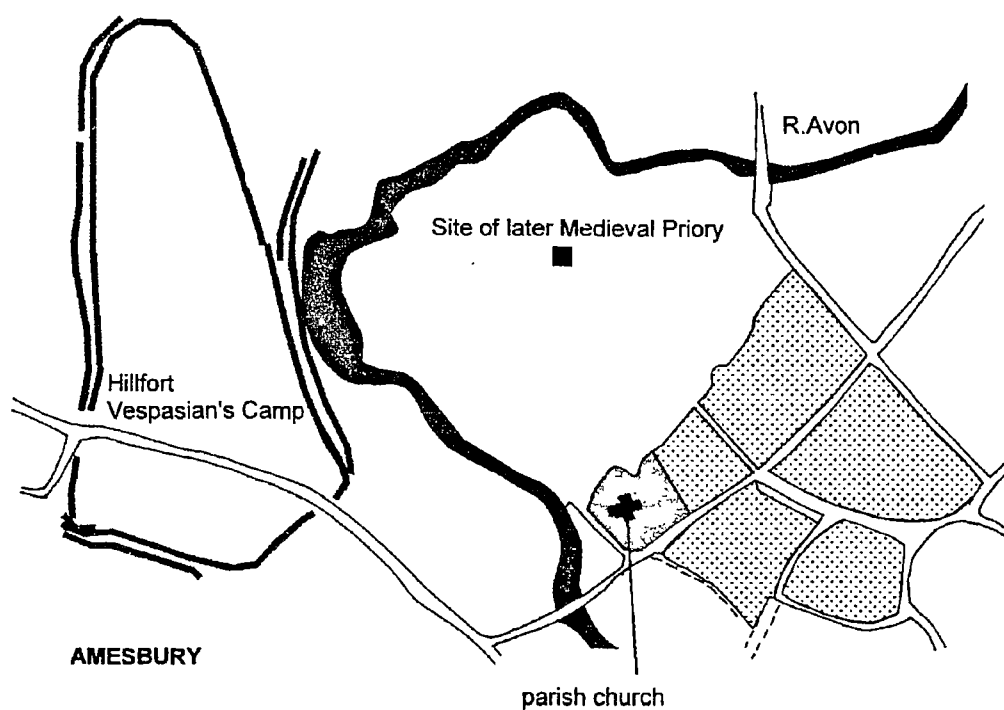 R.Avon
Site of later Medieval Priory
Hillfort
Vespasian's Camp
AMESBURY
parish church